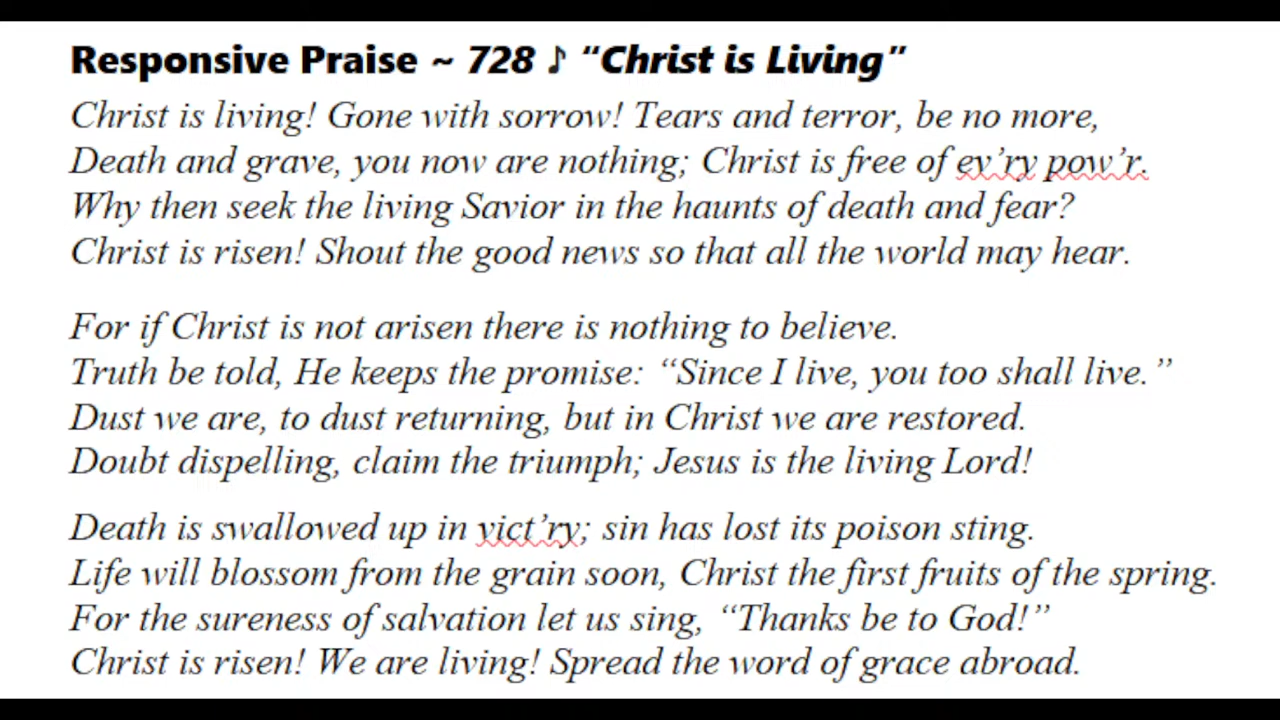 Responsive Praise ~ 728 ♪ “Christ is Living”
Christ is living! Gone with sorrow! Tears and terror, be no more,
Death and grave, you now are nothing; Christ is free of ev’ry pow’r.
Why then seek the living Savior in the haunts of death and fear?
Christ is risen! Shout the good news so that all the world may hear.
For if Christ is not arisen there is nothing to believe.
Truth be told, He keeps the promise: “Since I live, you too shall live.”
Dust we are, to dust returning, but in Christ we are restored.
Doubt dispelling, claim the triumph; Jesus is the living Lord!
Death is swallowed up in vict’ry; sin has lost its poison sting.
Life will blossom from the grain soon, Christ the first fruits of the spring.
For the sureness of salvation let us sing, “Thanks be to God!”
Christ is risen! We are living! Spread the word of grace abroad.